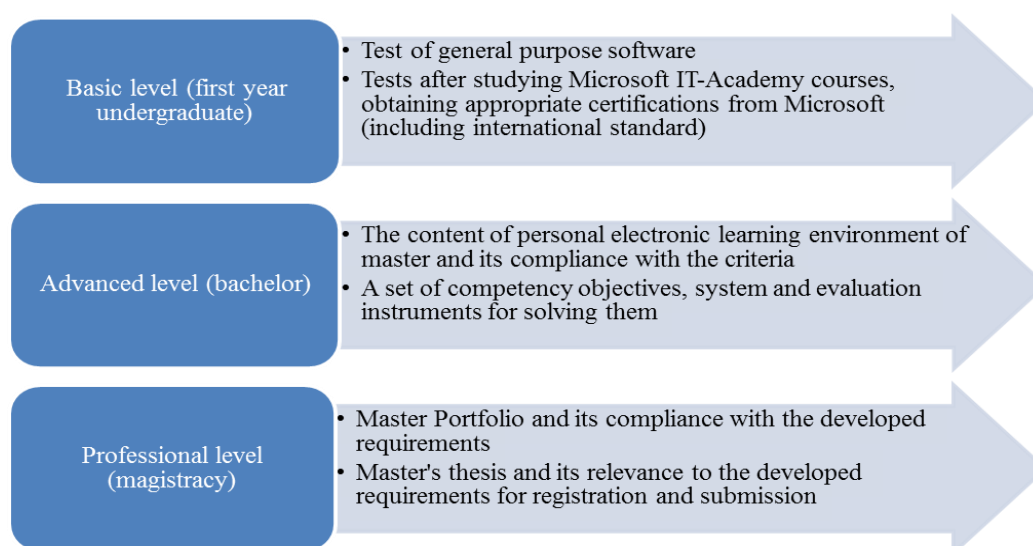 Basic level (first year
undergraduate)
• Test of general purpose software
• Tests after studying Microsoft IT-Academy courses,
obtaining appropriate certifications from Microsoft
(including international standard)
Advanced level (bachelor)
• The content of personal electronic learning environment of
master and its compliance with the criteria
• A set of competency objectives, system and evaluation
instruments for solving them
Professional level
(magistracy)
• Master Portfolio and its compliance with the developed
requirements
• Master's thesis and its relevance to the developed
requirements for registration and submission